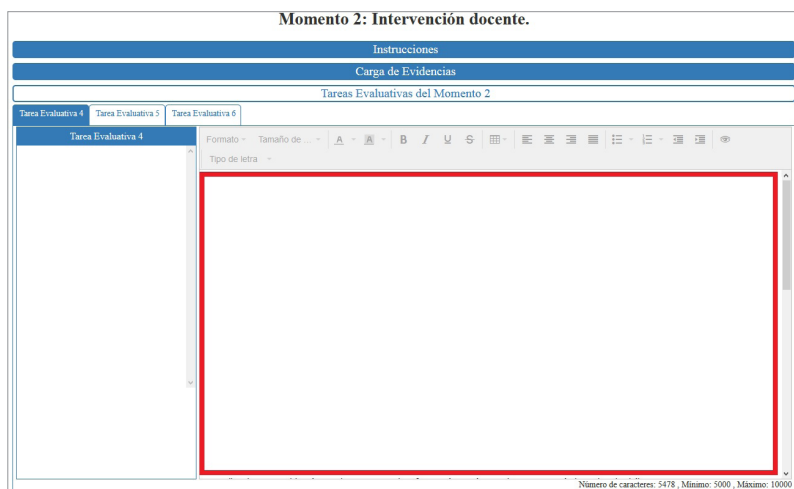 Momento 2: Intervención docente.
Instrucciones
Carga de Evidencias
Tareas Evaluativas del Momento 2
Tarea Evaluativa 4 Tarea Evaluativa 5 Tarea Evaluativa 6
Tarea Evaluativa 4
Formato Tamaño de ... A A B I U S
Tipo de letra
Número de caracteres: 5478 , Mínimo: 5000 , Máximo: 10000